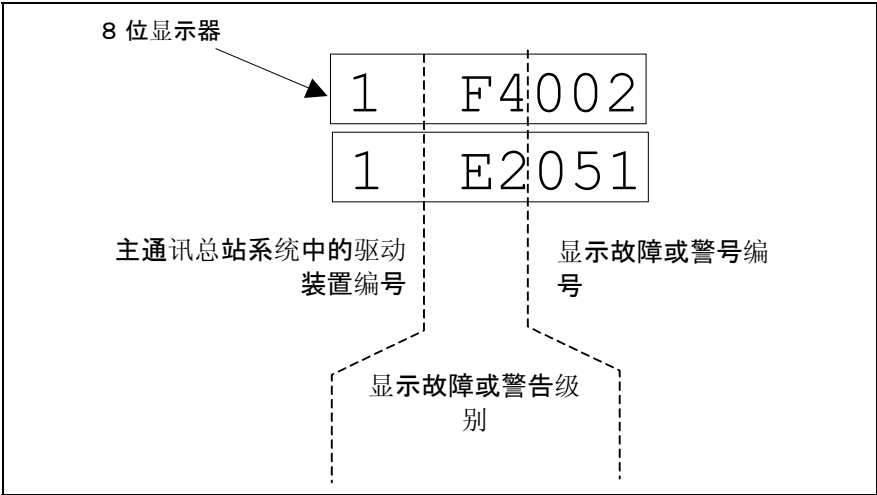 8 位显示器
1 F4002
1 E2051
主通讯总站系统中的驱动
装置编号
显示故障或警号编
号
显示故障或警告级
别